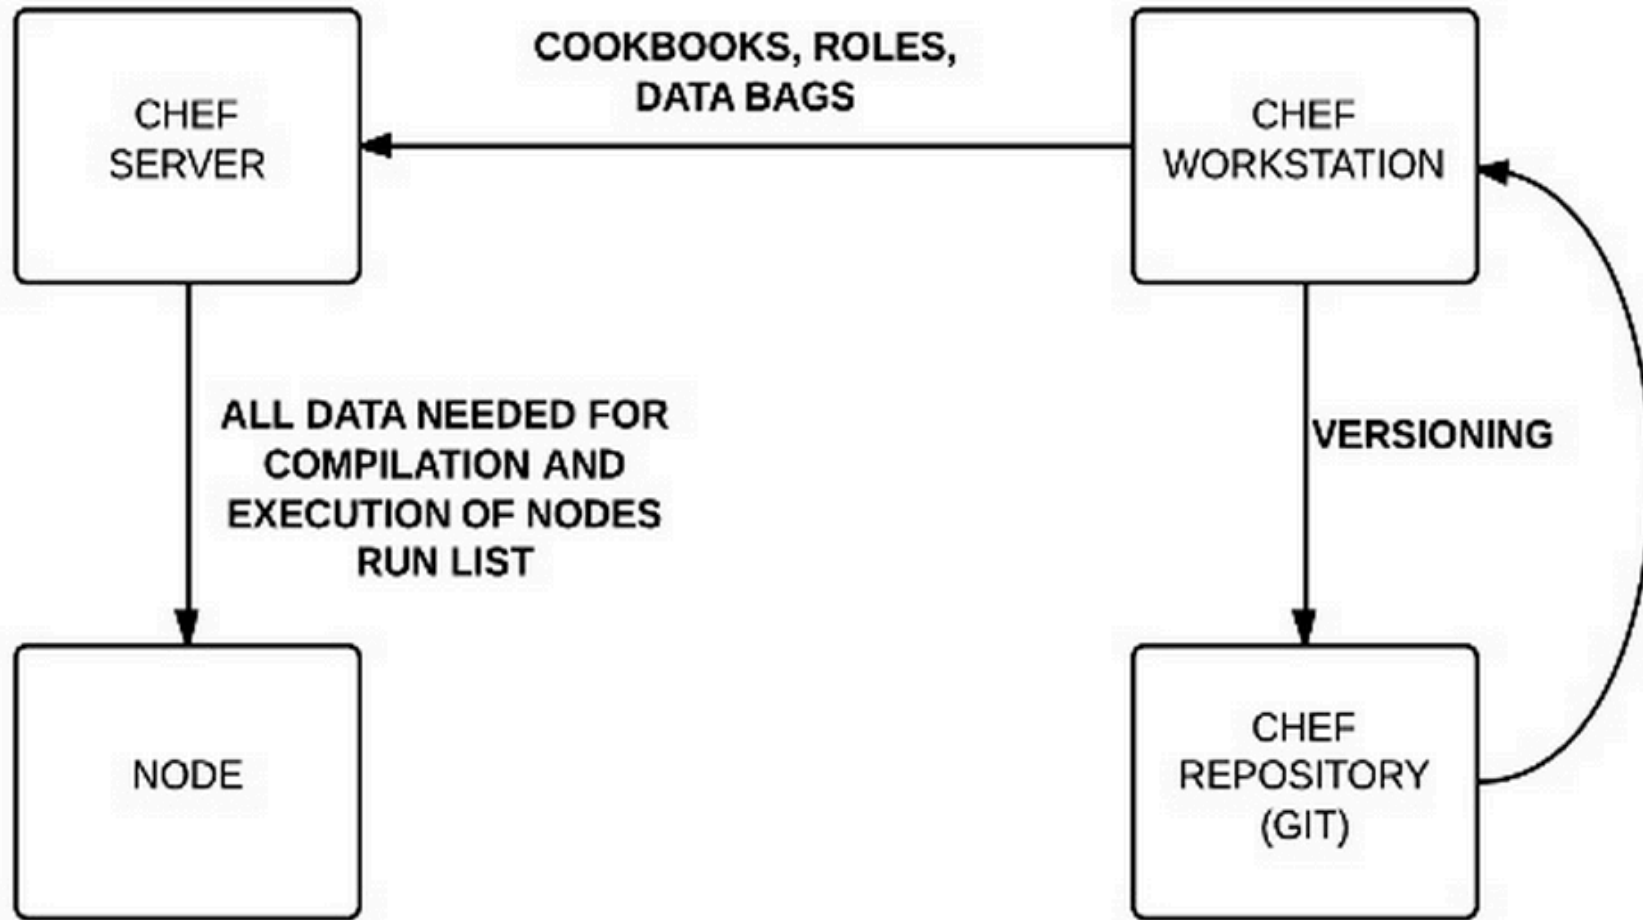 CHEF
SERVER
COOKBOOKS, ROLES,
DATA BAGS
CHEF
WORKSTATION
ALL DATA NEEDED FOR
COMPILATION AND
EXECUTION OF NODES
RUN LIST
VERSIONING
NODE
CHEF
REPOSITORY
(GIT)